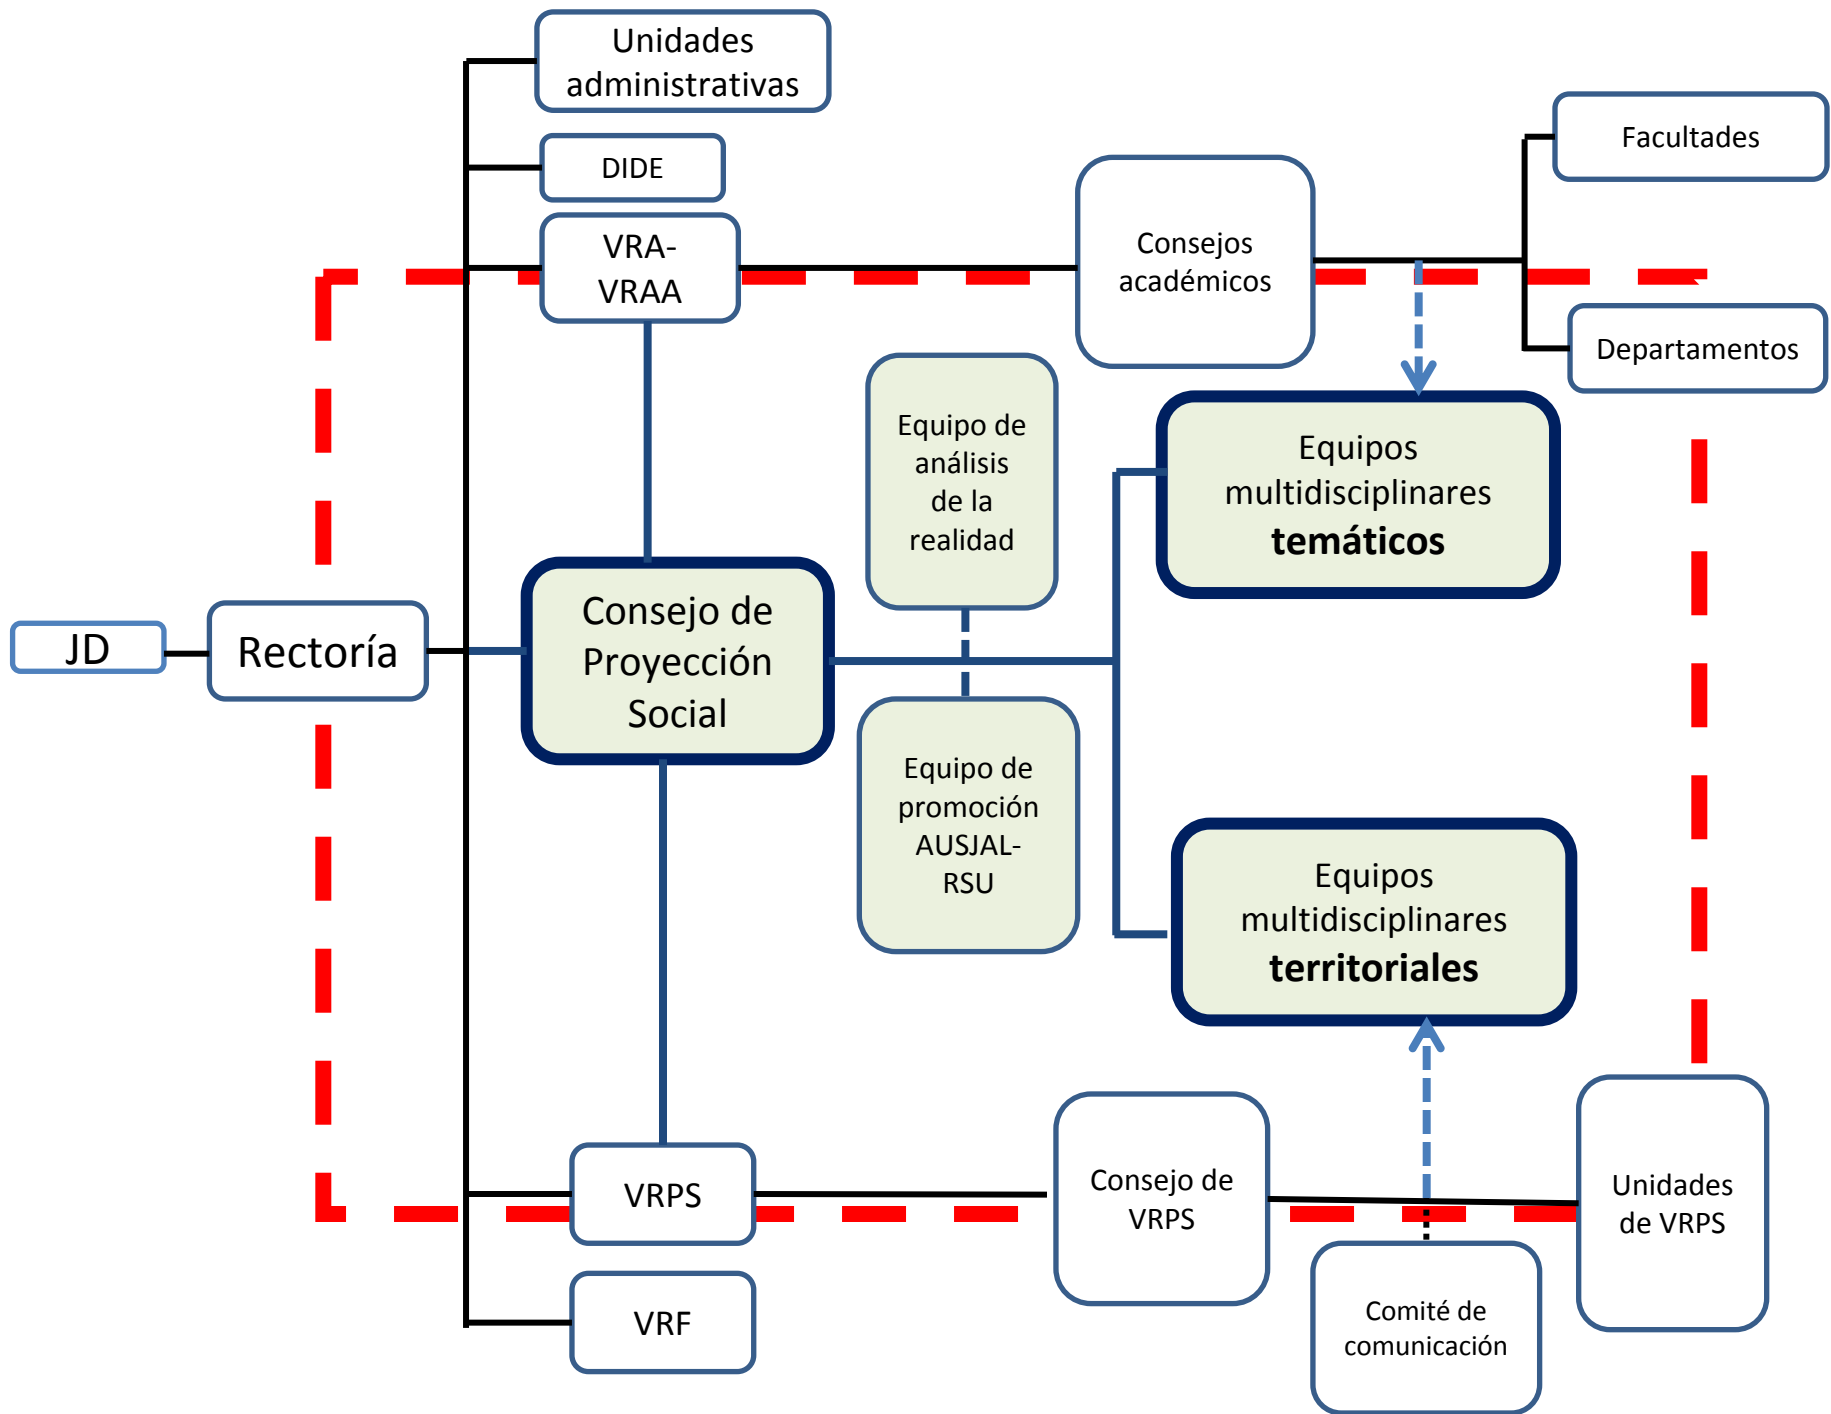 Unidades
administrativas
DIDE
VRA-
VRAA
Consejos
académicos
Facultades
Departamentos
Equipo de
análisis
de la
realidad
Equipos
multidisciplinares
temáticos
JD
Rectoría
Consejo de
Proyección
Social
Equipo de
promoción
AUSJAL-
RSU
Equipos
multidisciplinares
territoriales
VRPS
Consejo de
VRPS
Unidades
de VRPS
VRF
Comité de
comunicación